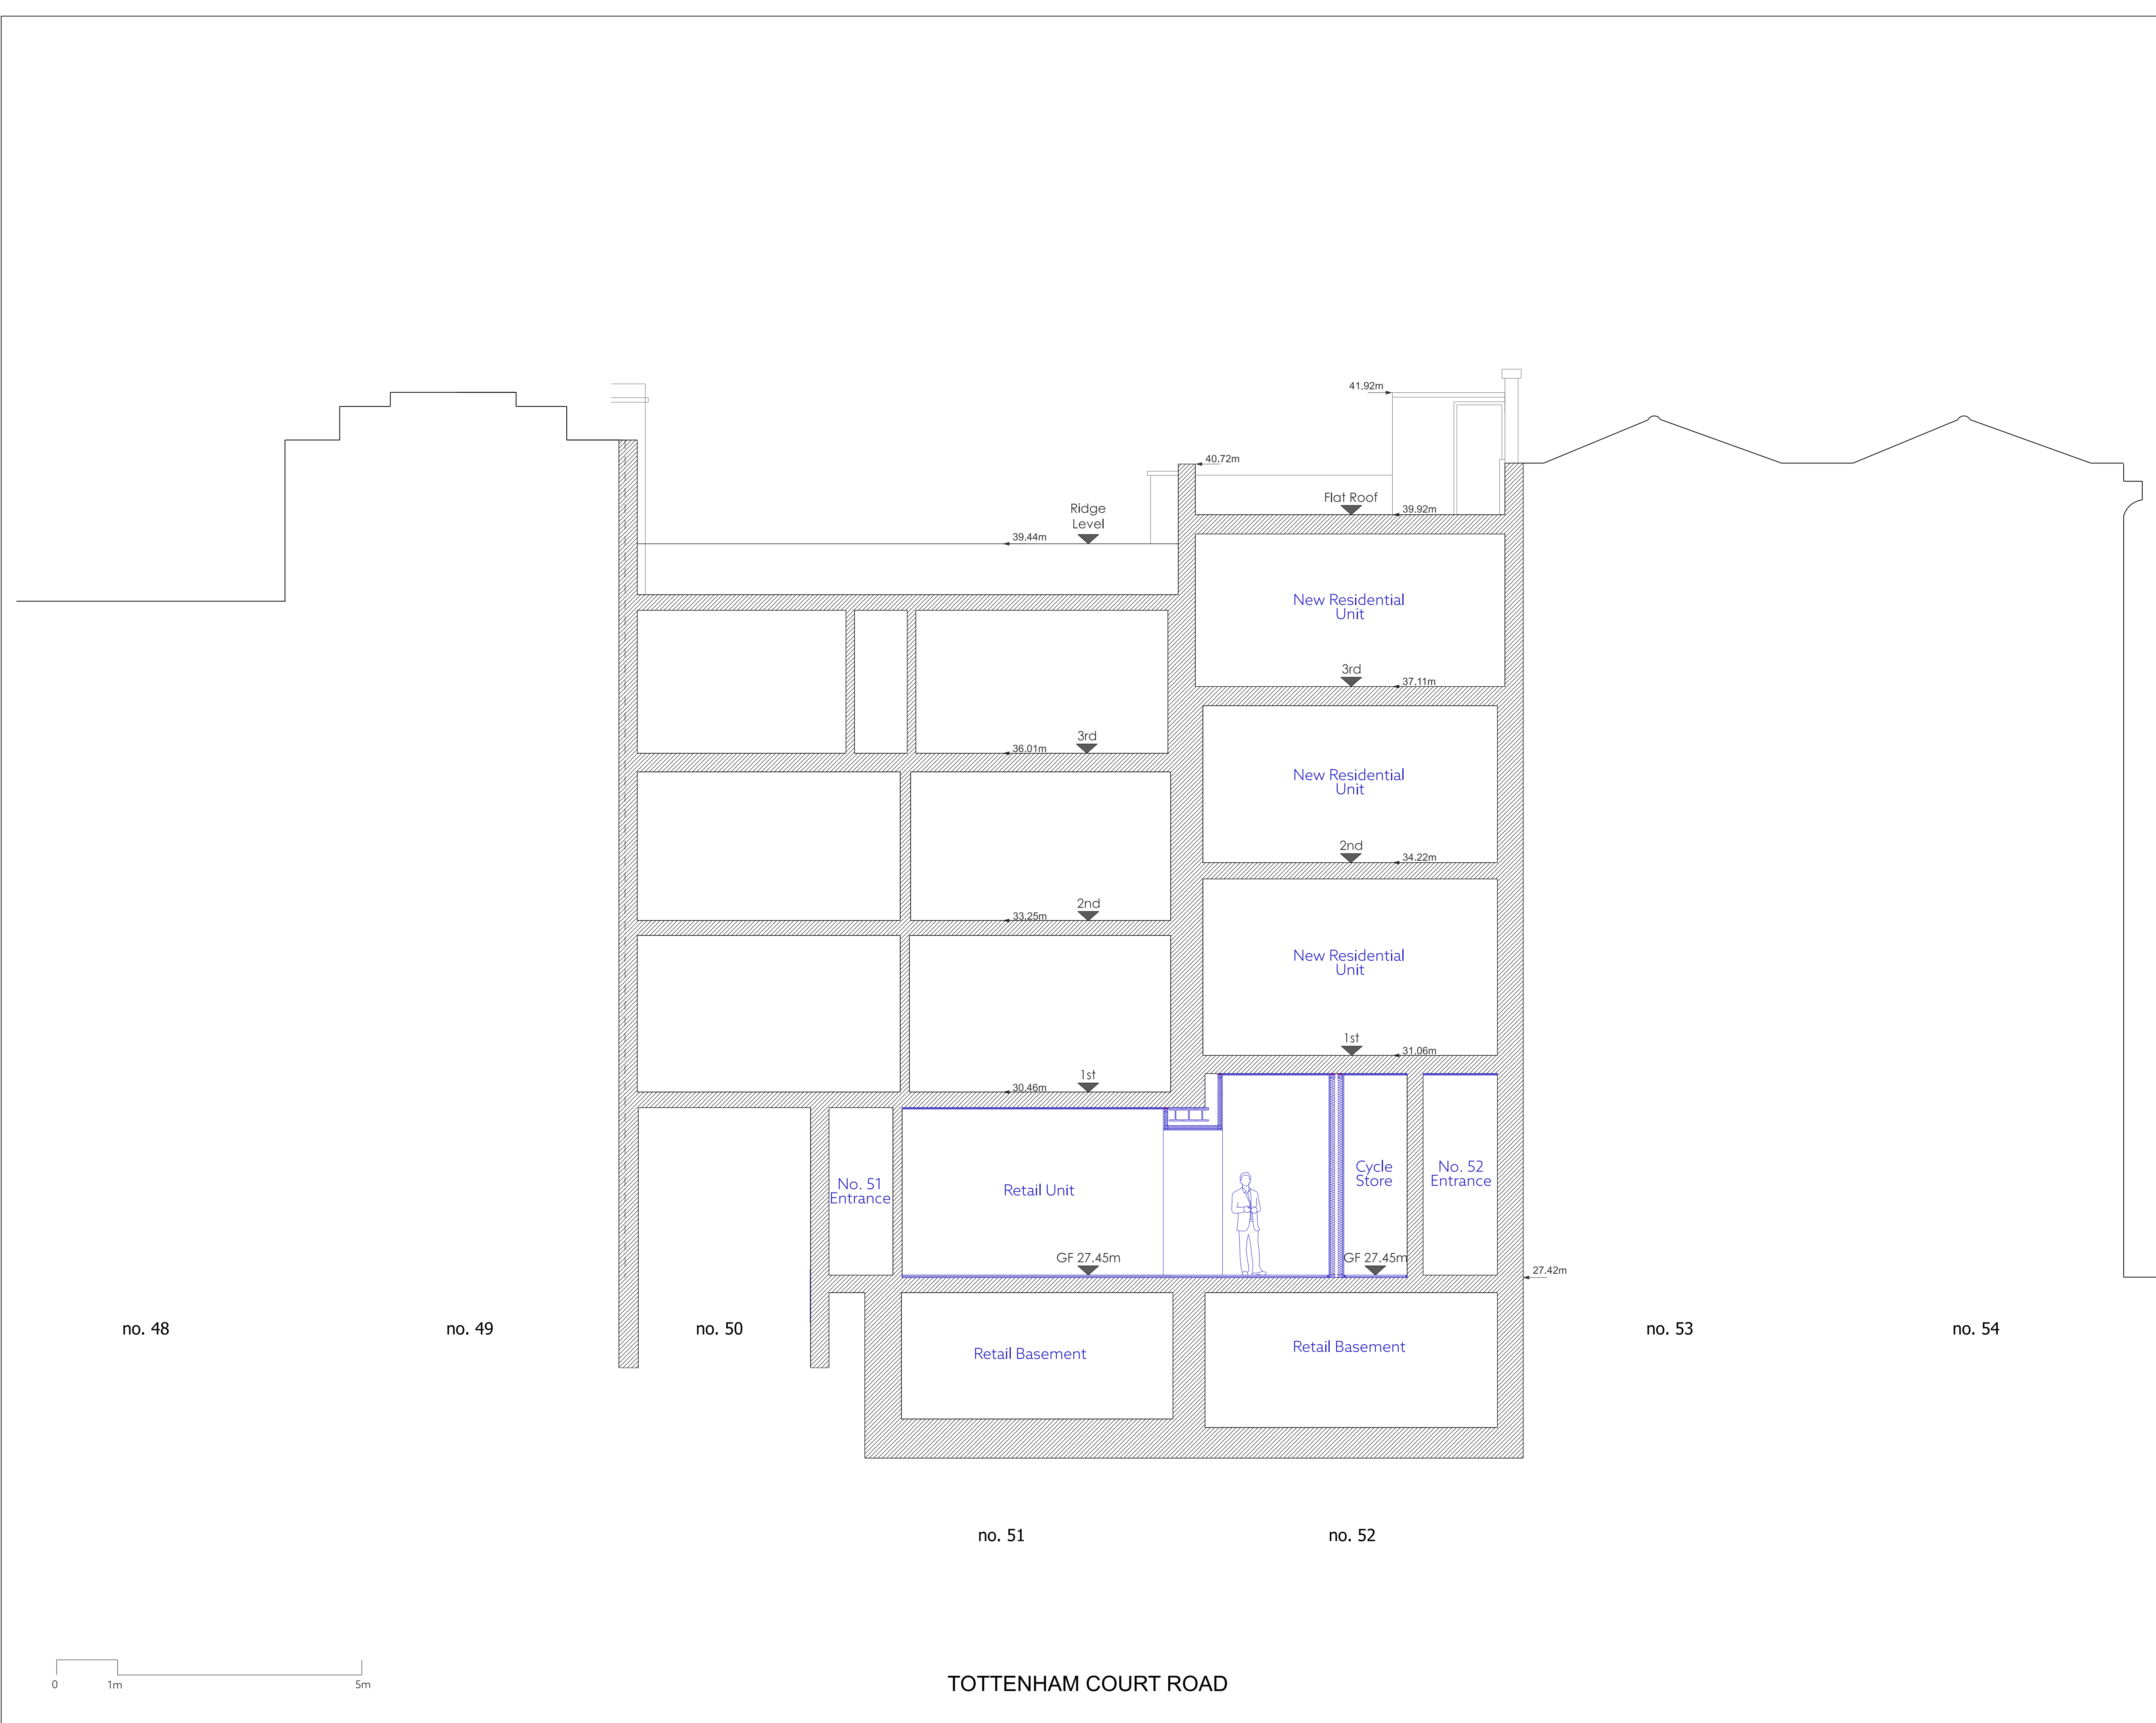 41.92m
40.72m
Flat Roof
39.92m
Ridge
Level
39.44m
New Residential
Unit
3rd
37.11m
3rd
36.01m
New Residential
Unit
2nd
34.22m
2nd
33.25m
New Residential
Unit
1st
31.06m
1st
30.46m
No. 51
Entrance
Retail Unit
Cycle
Store
No. 52
Entrance
GF 27.45m
GF 27.45m
27.42m
no. 48
no. 49
no. 50
Retail Basement
Retail Basement
no. 53
no. 54
no. 51
no. 52
0
1m
5m
TOTTENHAM COURT ROAD